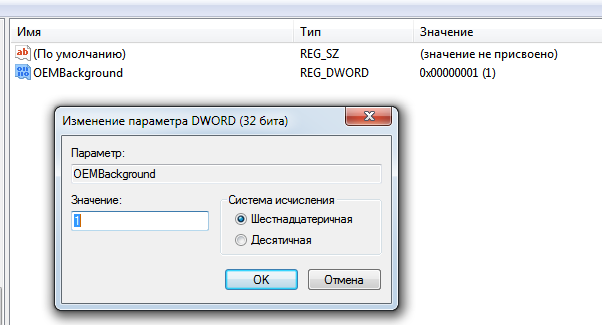 Имя Тип Значение
ab (По умолчанию) REG_SZ (значение не присвоено)
OEMBackground REG_DWORD 0x00000001 (1)
Изменение параметра DWORD (32 бита)
Параметр:
OEMBackground
Значение:
1
Система исчисления
Шестнадцатеричная
Десятичная
OK Отмена